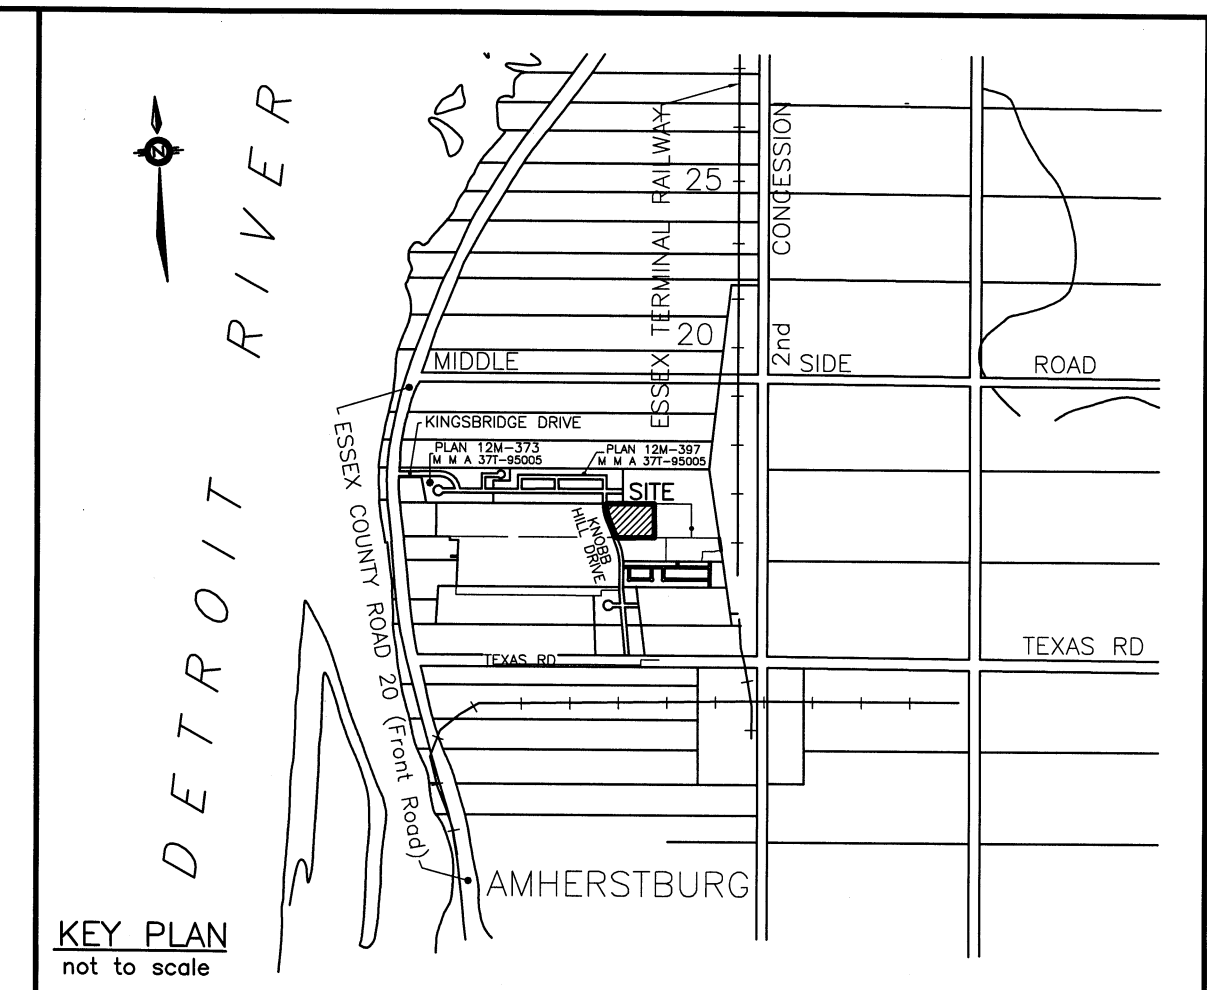 N
DETROIT RIVER
ESSEX TERMINAL RAILWAY
25
20
2nd CONCESSION
MIDDLE SIDE ROAD
KINGSBRIDGE DRIVE
PLAN 12M-373
M M A 37T-95005
PLAN 12M-397
M M A 37T-95005
SITE
KNOBB
HILL DRIVE
ESSEX COUNTY ROAD 20 (Front Road)
TEXAS RD
TEXAS RD
AMHERSTBURG
KEY PLAN
not to scale